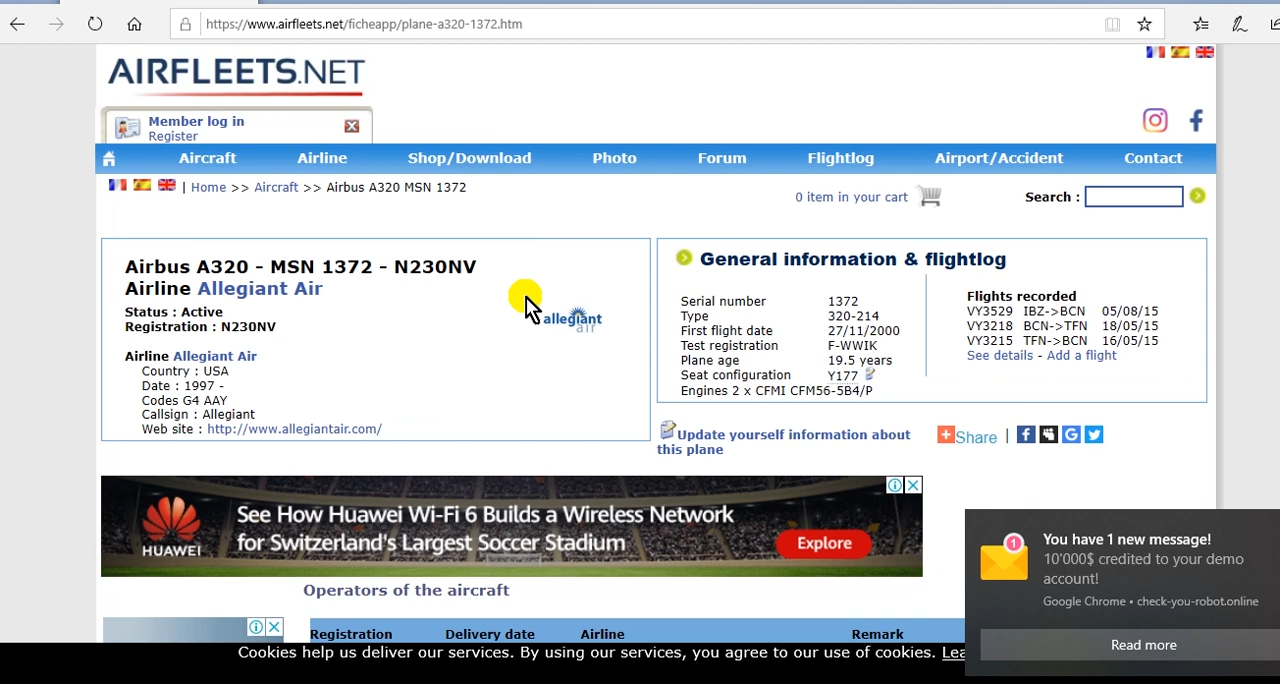 https://www.airfleets.net/ficheapp/plane-a320-1372.htm
AIRFLEETS.NET
Member log in
Register
Aircraft Airline Shop/Download Photo Forum Flightlog Airport/Accident Contact
| Home >> Aircraft >> Airbus A320 MSN 1372
0 item in your cart
Search :
Airbus A320 - MSN 1372 - N230NV
Airline Allegiant Air
Status : Active
Registration : N230NV
allegiant
air
Airline Allegiant Air
Country : USA
Date : 1997 -
Codes G4 AAY
Callsign : Allegiant
Web site : http://www.allegiantair.com/
General information & flightlog
Serial number 1372
Type 320-214
First flight date 27/11/2000
Test registration F-WWIK
Plane age 19.5 years
Seat configuration Y177
Engines 2 x CFMI CFM56-5B4/P
Flights recorded
VY3529 IBZ->BCN 05/08/15
VY3218 BCN->TFN 18/05/15
VY3215 TFN->BCN 16/05/15
See details - Add a flight
Update yourself information about
this plane
Share |
HUAWEI
See How Huawei Wi-Fi 6 Builds a Wireless Network
for Switzerland's Largest Soccer Stadium
Explore
Operators of the aircraft
Registration Delivery date Airline Remark
Cookies help us deliver our services. By using our services, you agree to our use of cookies. Lea
1
You have 1 new message!
10'000$ credited to your demo
account!
Google Chrome • check-you-robot.online
Read more